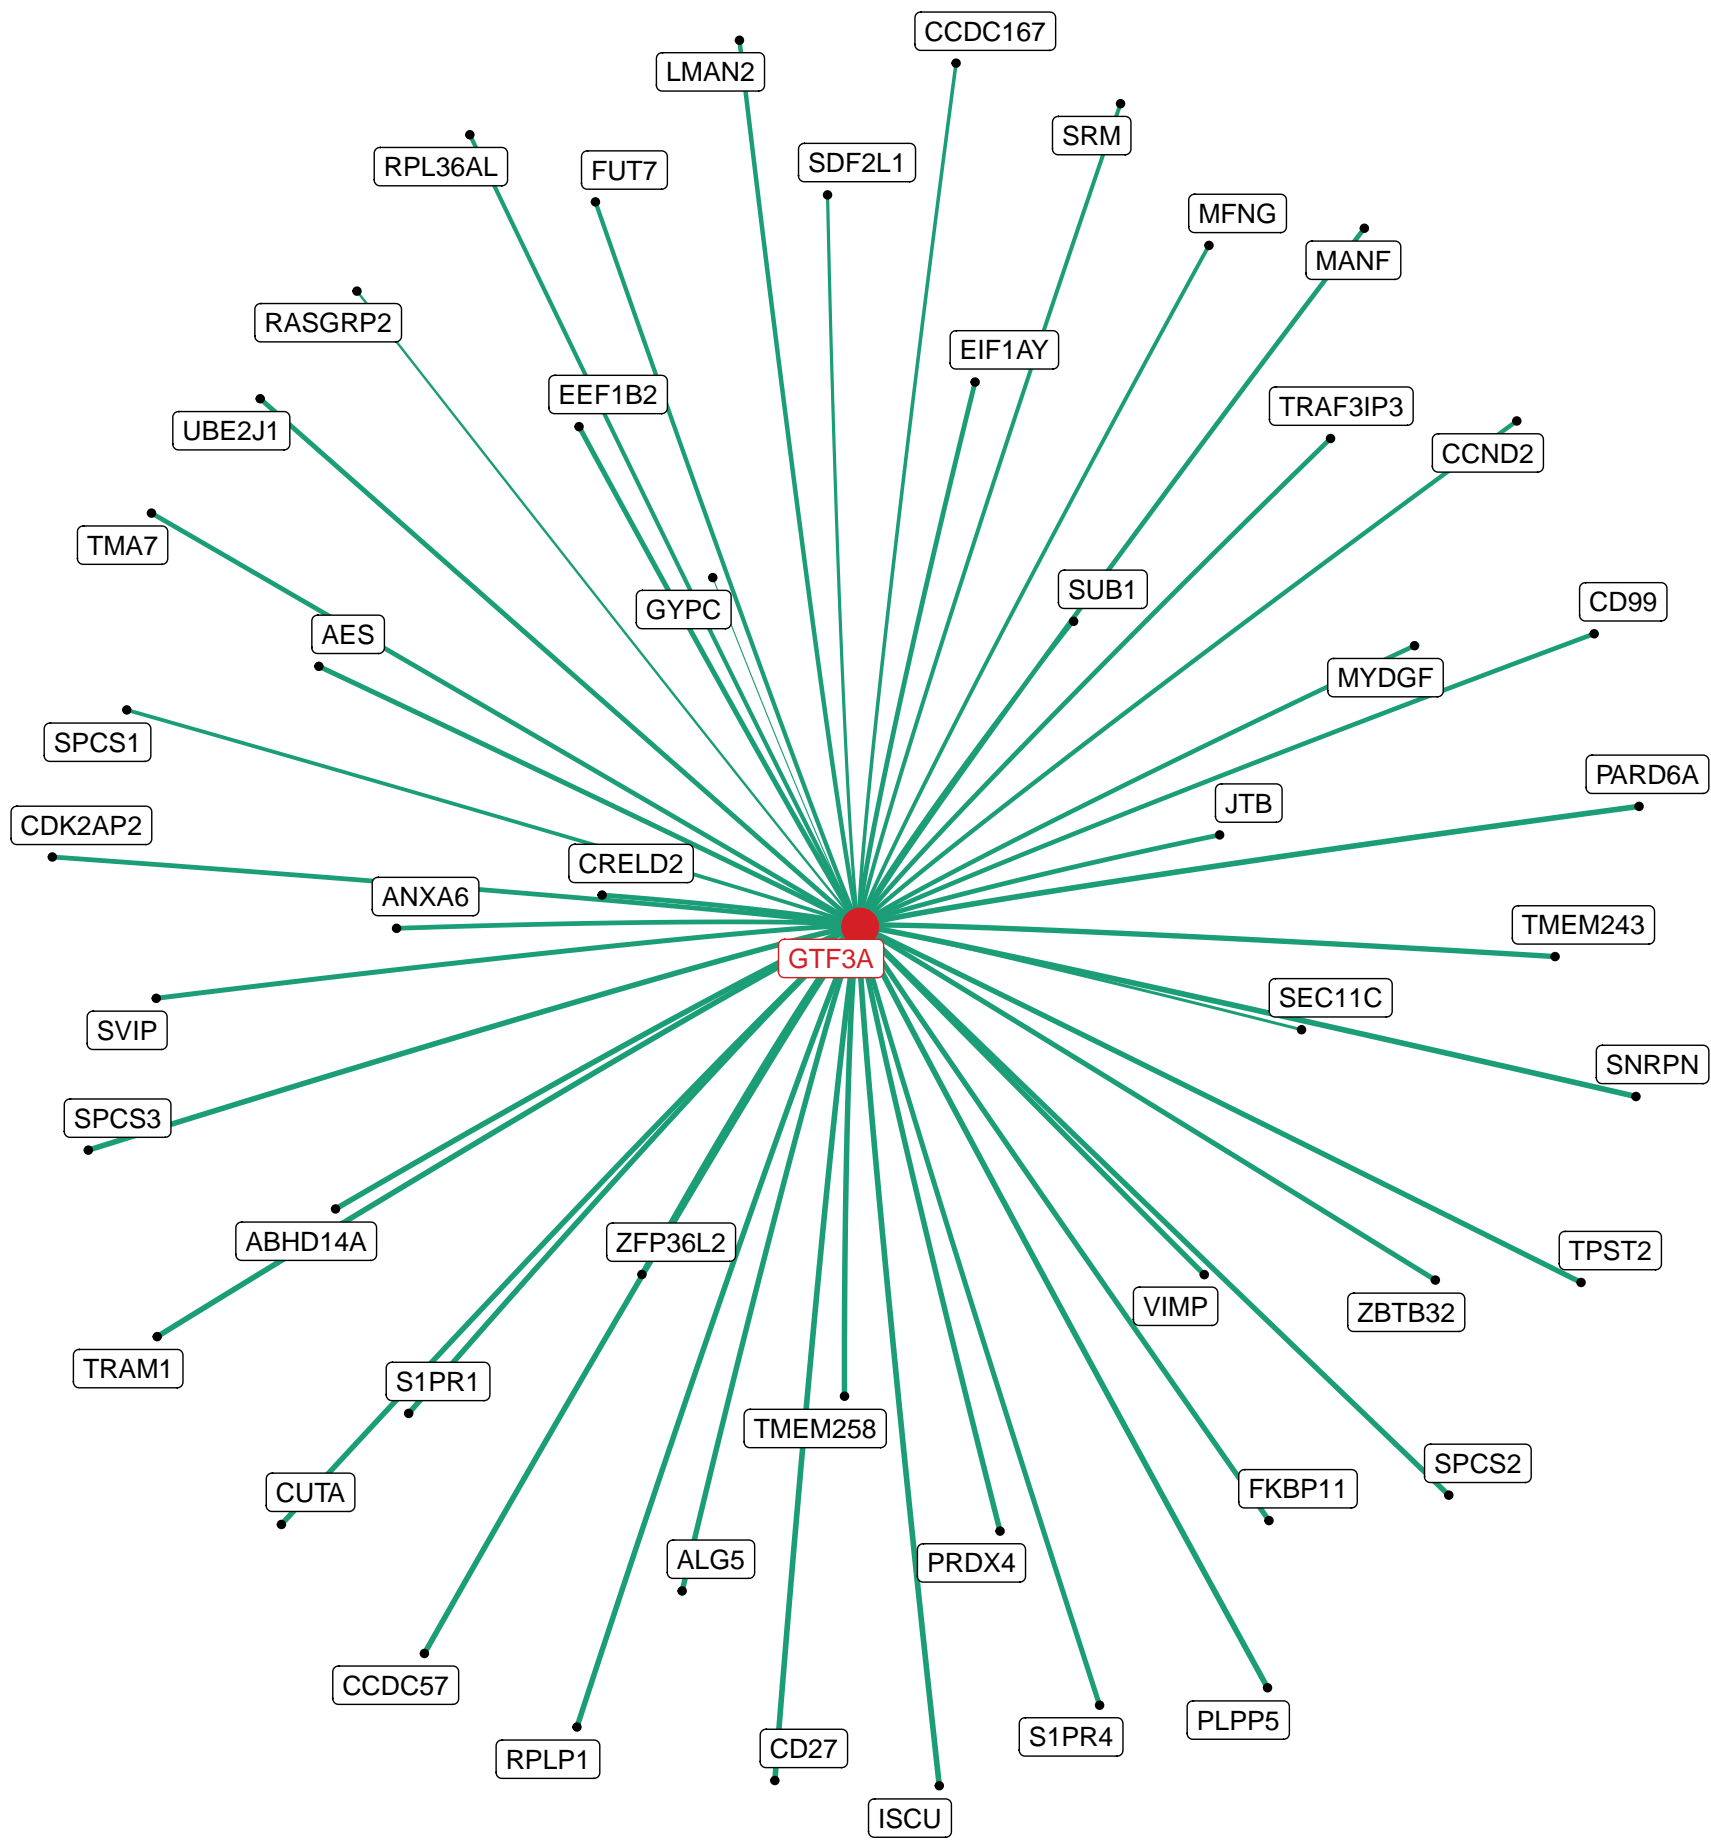 CCDC167
LMAN2
SRM
SDF2L1
RPL36AL
FUT7
MFNG
MANF
RASGRP2
EIF1AY
EEF1B2
TRAF3IP3
UBE2J1
CCND2
TMA7
SUB1
CD99
GYPC
AES
MYDGF
SPCS1
PARD6A
JTB
CDK2AP2
CRELD2
ANXA6
TMEM243
GTF3A
SEC11C
SVIP
SNRPN
SPCS3
ABHD14A
ZFP36L2
TPST2
VIMP
ZBTB32
TRAM1
S1PR1
TMEM258
SPCS2
FKBP11
CUTA
ALG5
PRDX4
CCDC57
PLPP5
S1PR4
CD27
RPLP1
ISCU